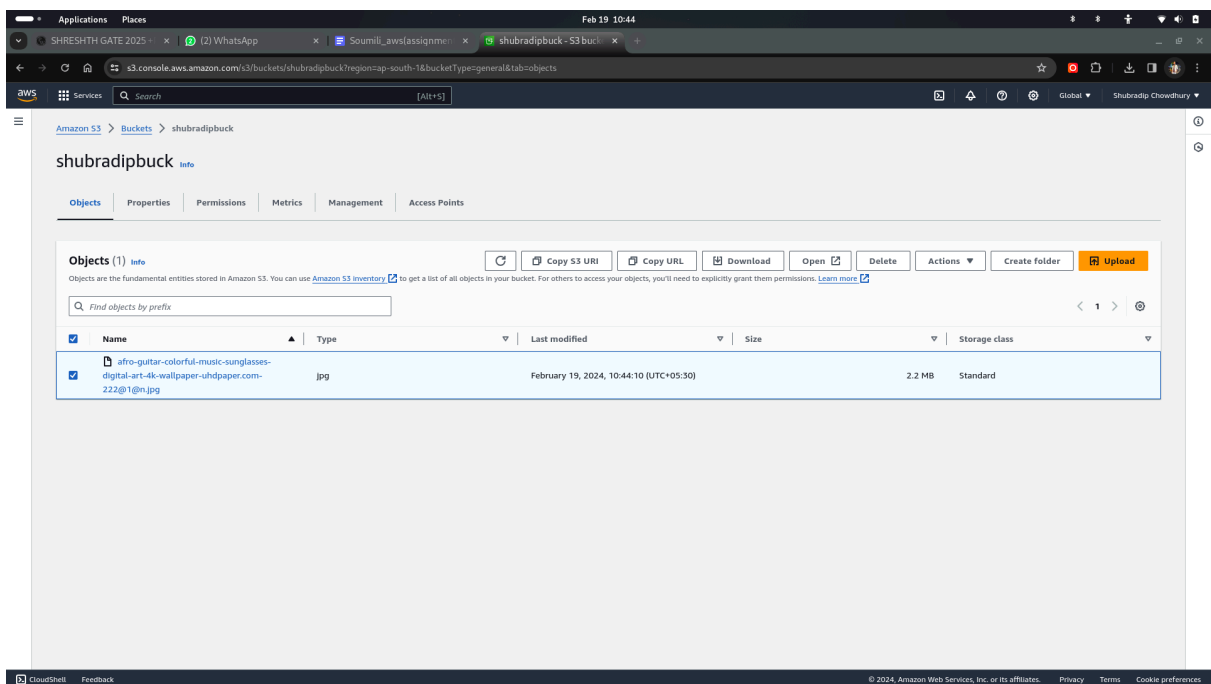 Applications Places Feb 19 10:44
SHRESHTH GATE 2025 (2) WhatsApp Soumili_aws(assignmen shubradipbuck - S3 buck
s3.console.aws.amazon.com/s3/buckets/shubradipbuck?region=ap-south-1&bucketType=general&tab=objects
aws Services Search [Alt+S] Global Shubradip Chowdhury
Amazon S3 > Buckets > shubradipbuck
shubradipbuck Info
Objects Properties Permissions Metrics Management Access Points
Objects (1) Info Copy S3 URI Copy URL Download Open Delete Actions Create folder Upload
Objects are the fundamental entities stored in Amazon S3. You can use Amazon S3 inventory to get a list of all objects in your bucket. For others to access your objects, you'll need to explicitly grant them permissions. Learn more
Find objects by prefix < 1 >
Name Type Last modified Size Storage class
afro-guitar-colorful-music-sunglasses-
digital-art-4k-wallpaper-uhdpaper.com- jpg February 19, 2024, 10:44:10 (UTC+05:30) 2.2 MB Standard
222@1@n.jpg
CloudShell Feedback © 2024, Amazon Web Services, Inc. or its affiliates. Privacy Terms Cookie preferences